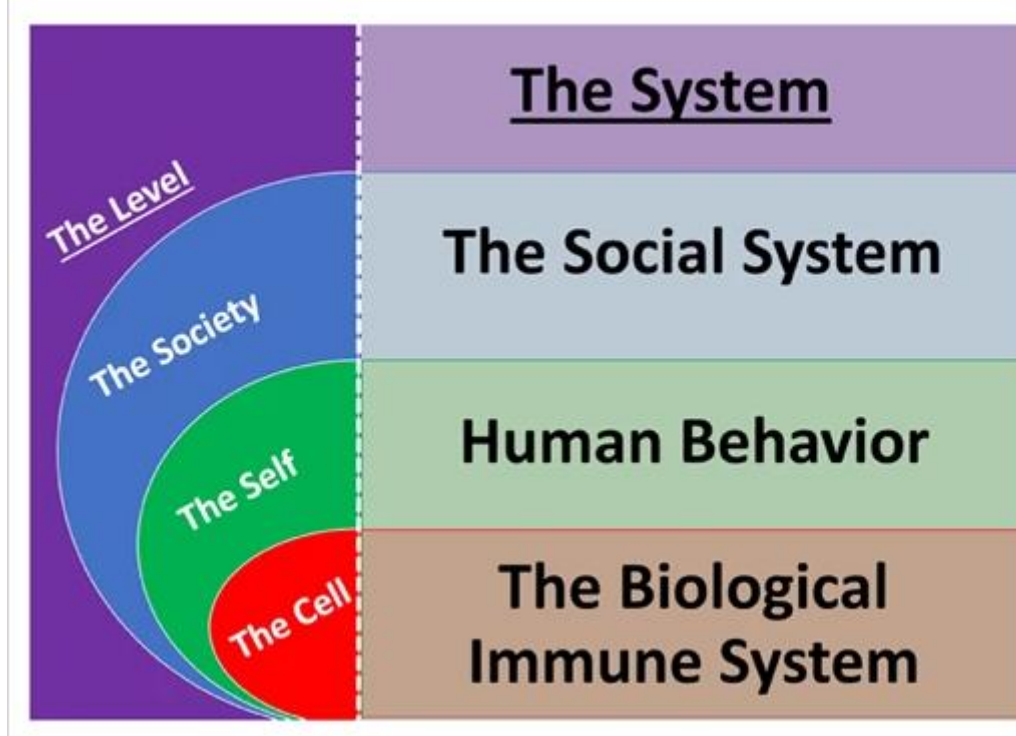 The Level
The System
The Society
The Social System
The Self
Human Behavior
The Cell
The Biological
Immune System